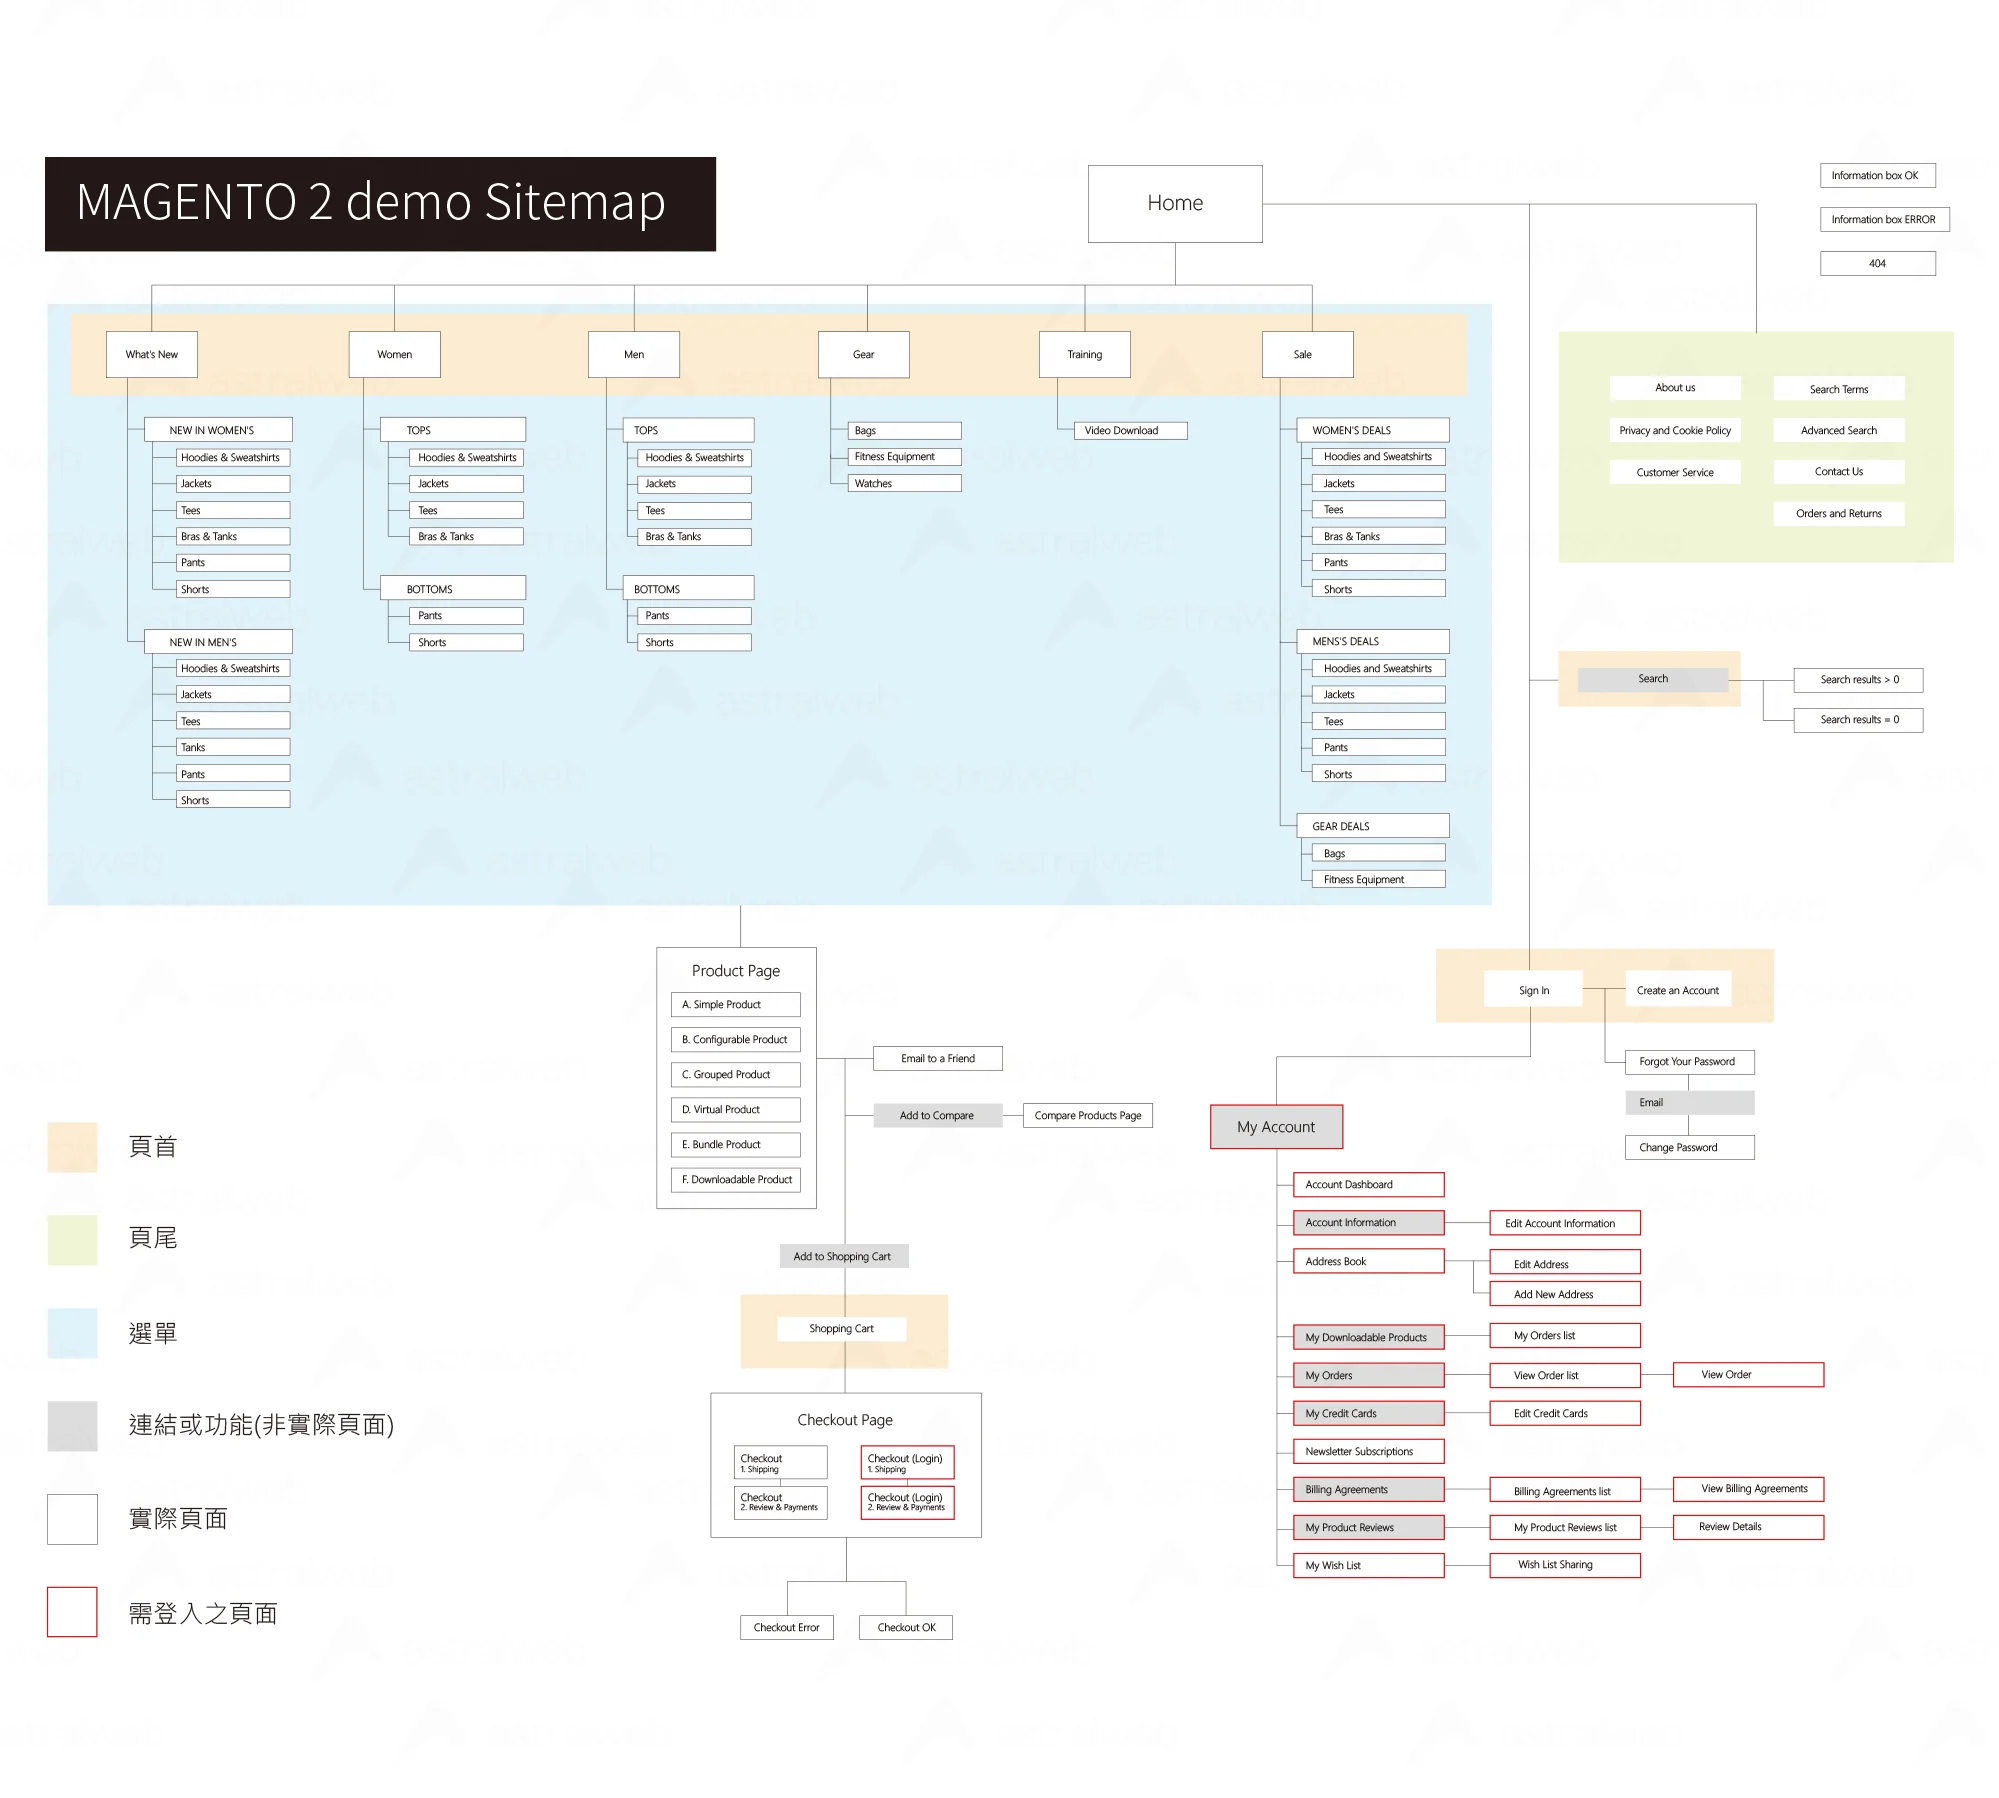 MAGENTO 2 demo Sitemap
Home
Information box OK
Information box ERROR
404
What's New
Women
Men
Gear
Training
Sale
NEW IN WOMEN'S
Hoodies & Sweatshirts
Jackets
Tees
Bras & Tanks
Pants
Shorts
NEW IN MEN'S
Hoodies & Sweatshirts
Jackets
Tees
Tanks
Pants
Shorts
TOPS
Hoodies & Sweatshirts
Jackets
Tees
Bras & Tanks
BOTTOMS
Pants
Shorts
TOPS
Hoodies & Sweatshirts
Jackets
Tees
Bras & Tanks
BOTTOMS
Pants
Shorts
Bags
Fitness Equipment
Watches
Video Download
WOMEN'S DEALS
Hoodies and Sweatshirts
Jackets
Tees
Bras & Tanks
Pants
Shorts
MENS'S DEALS
Hoodies and Sweatshirts
Jackets
Tees
Pants
Shorts
GEAR DEALS
Bags
Fitness Equipment
About us
Privacy and Cookie Policy
Customer Service
Search Terms
Advanced Search
Contact Us
Orders and Returns
Search
Search results > 0
Search results = 0
Product Page
A. Simple Product
B. Configurable Product
C. Grouped Product
D. Virtual Product
E. Bundle Product
F. Downloadable Product
Email to a Friend
Add to Compare
Compare Products Page
Add to Shopping Cart
Shopping Cart
Checkout Page
Checkout
1. Shipping
Checkout
2. Review & Payments
Checkout (Login)
1. Shipping
Checkout (Login)
2. Review & Payments
Checkout Error
Checkout OK
Sign In
Create an Account
Forgot Your Password
Email
Change Password
My Account
Account Dashboard
Account Information
Edit Account Information
Address Book
Edit Address
Add New Address
My Downloadable Products
My Orders list
My Orders
View Order list
View Order
My Credit Cards
Edit Credit Cards
Newsletter Subscriptions
Billing Agreements
Billing Agreements list
View Billing Agreements
My Product Reviews
My Product Reviews list
Review Details
My Wish List
Wish List Sharing
頁首
頁尾
選單
連結或功能(非實際頁面)
實際頁面
需登入之頁面